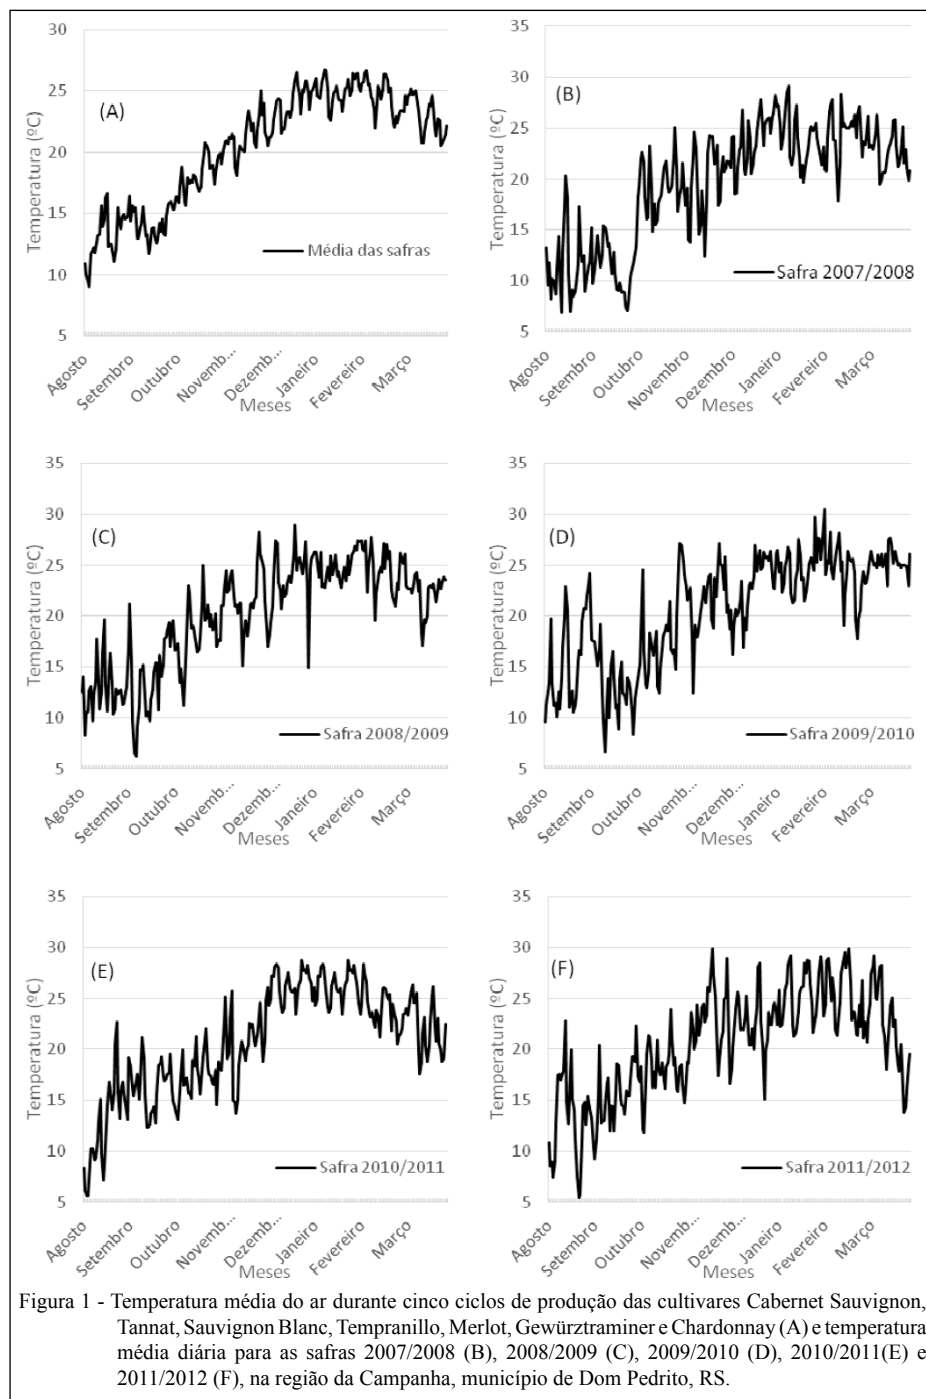 30
25
20
15
10
5
Temperatura (ºC)
(A)
Média das safras
Agosto
Setembro
Outubro
Novemb...
Dezemb...
Janeiro
Fevereiro
Março
Meses
35
30
25
20
15
10
5
Temperatura (ºC)
(B)
Safra 2007/2008
Agosto
Setembro
Outubro
Novembro
Dezembro
Janeiro
Fevereiro
Março
Meses
35
30
25
20
15
10
5
Temperatura (ºC)
(C)
Safra 2008/2009
Agosto
Setembro
Outubro
Novemb...
Dezemb...
Janeiro
Fevereiro
Março
Meses
35
30
25
20
15
10
5
Temperatura (ºC)
(D)
Safra 2009/2010
Agosto
Setembro
Outubro
Novemb...
Dezemb...
Janeiro
Fevereiro
Março
Meses
35
30
25
20
15
10
5
Temperatura (ºC)
(E)
Safra 2010/2011
Agosto
Setembro
Outubro
Novemb...
Dezemb...
Janeiro
Fevereiro
Março
Meses
35
30
25
20
15
10
5
Temperatura (ºC)
(F)
Safra 2011/2012
Agosto
Setembro
Outubro
Novemb...
Dezemb...
Janeiro
Fevereiro
Março
Meses
Figura 1 - Temperatura média do ar durante cinco ciclos de produção das cultivares Cabernet Sauvignon,
Tannat, Sauvignon Blanc, Tempranillo, Merlot, Gewürztraminer e Chardonnay (A) e temperatura
média diária para as safras 2007/2008 (B), 2008/2009 (C), 2009/2010 (D), 2010/2011(E) e
2011/2012 (F), na região da Campanha, município de Dom Pedrito, RS.